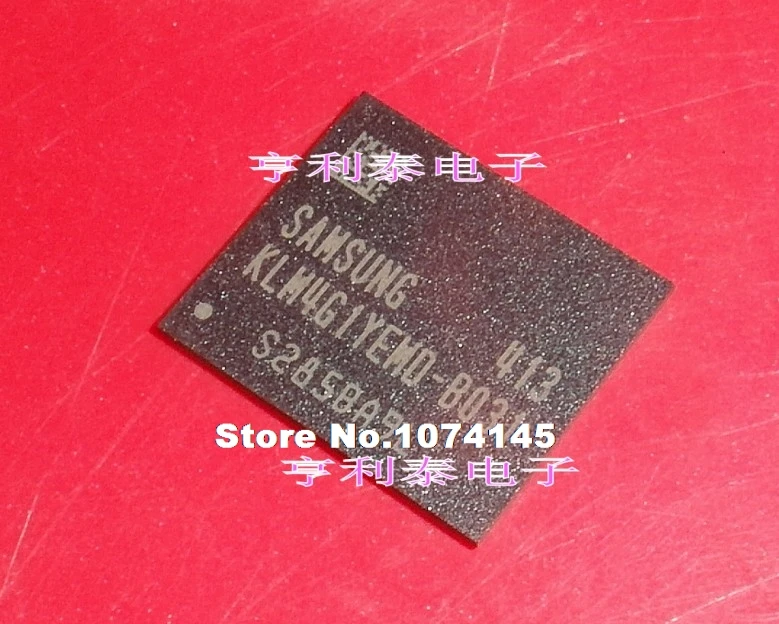 亨利泰电子
SAMSUNG
413
KLM4G1YEMD-B031
Store No.1074145
亨利泰电子